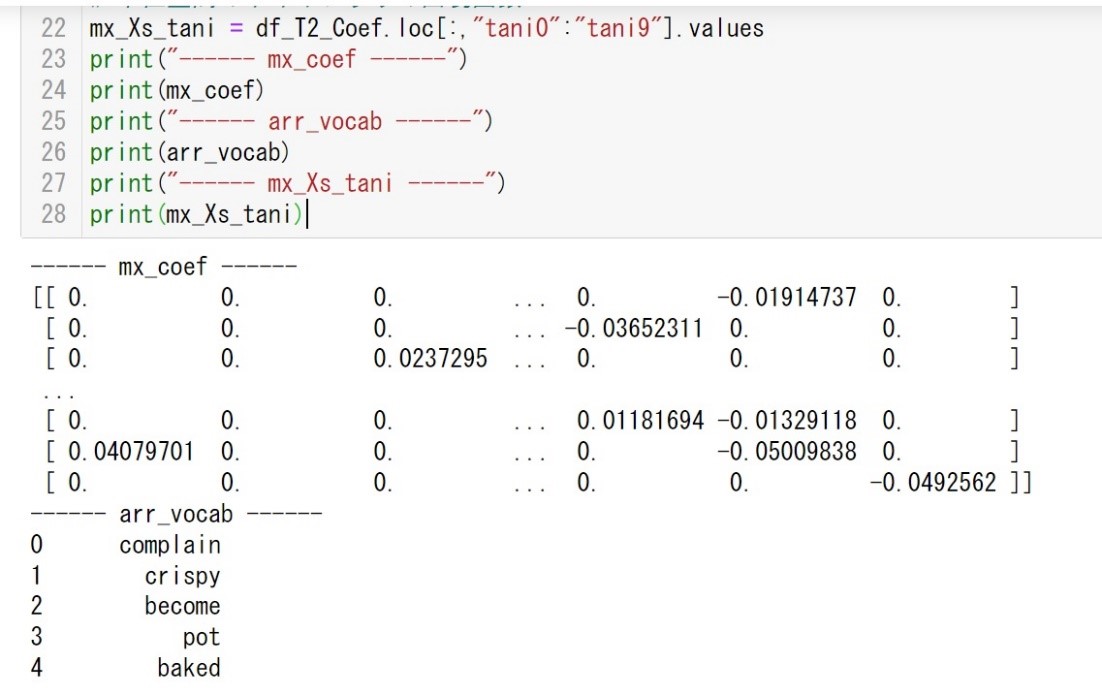 22 mx_Xs_tani = df_T2_Coef.loc[:, "tani0":"tani9"].values
23 print("------ mx_coef ------")
24 print(mx_coef)
25 print("------ arr_vocab ------")
26 print(arr_vocab)
27 print("------ mx_Xs_tani ------")
28 print(mx_Xs_tani)
------ mx_coef ------
[[ 0. 0. 0. ... 0. -0.01914737 0. ]
[ 0. 0. 0. ... -0.03652311 0. 0. ]
[ 0. 0. 0.0237295 ... 0. 0. 0. ]
...
[ 0. 0. 0. ... 0.01181694 -0.01329118 0. ]
[ 0.04079701 0. 0. ... 0. -0.05009838 0. ]
[ 0. 0. 0. ... 0. 0. -0.0492562 ]]
------ arr_vocab ------
0 complain
1 crispy
2 become
3 pot
4 baked